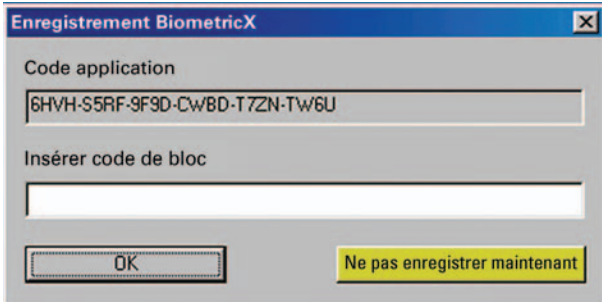 Enregistrement BiometricX
Code application
6HVH-S5RF-9F9D-CWBD-T7ZN-TW6U
Insérer code de bloc
OK
Ne pas enregistrer maintenant